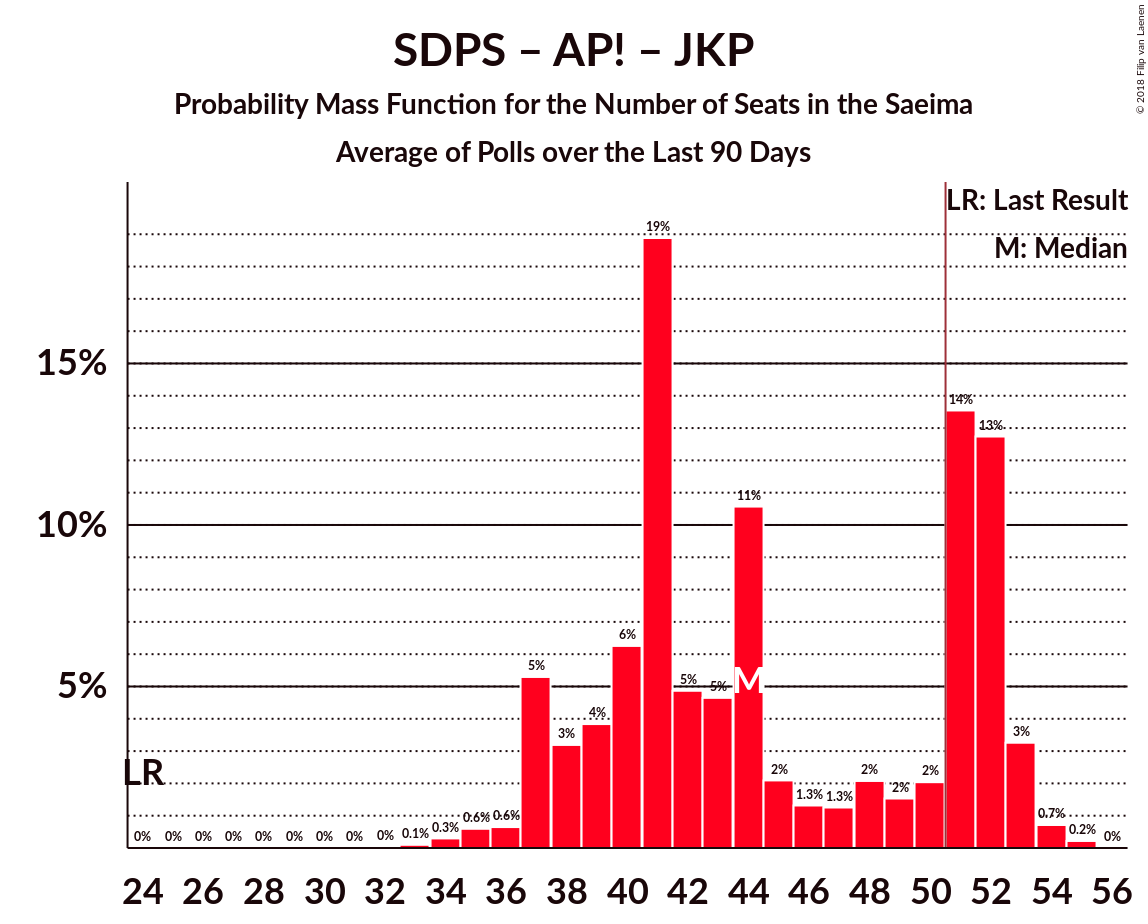 SDPS – AP! – JKP
Probability Mass Function for the Number of Seats in the Saeima
Average of Polls over the Last 90 Days
© 2018 Filip van Laenen
LR: Last Result
M: Median
15%
10%
5%
LR
M
0% 0% 0% 0% 0% 0% 0% 0% 0% 0.1% 0.3% 0.6% 0.6% 5% 3% 4% 6% 19% 5% 5% 11% 2% 1.3% 1.3% 2% 2% 2% 14% 13% 3% 0.7% 0.2% 0%
24 26 28 30 32 34 36 38 40 42 44 46 48 50 52 54 56